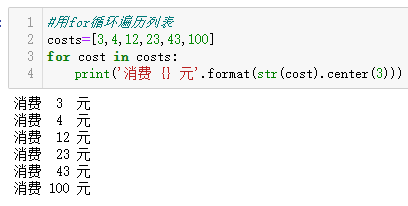 1 #用for循环遍历列表
2 costs=[3,4,12,23,43,100]
3 for cost in costs:
4     print('消费 {} 元'.format(str(cost).center(3)))
消费  3  元
消费  4  元
消费  12 元
消费  23 元
消费  43 元
消费 100 元